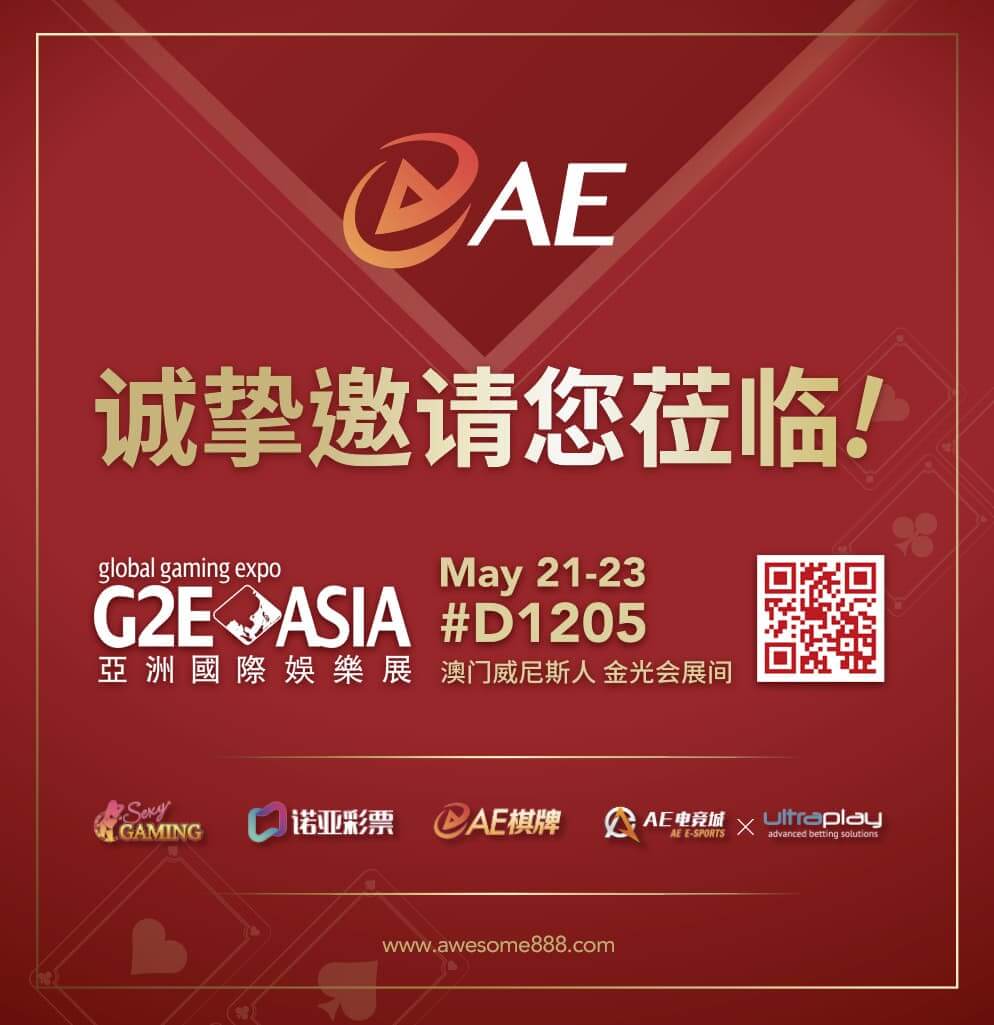 AE
诚挚邀请您莅临!
global gaming expo
G2E ASIA
亞洲國際娛樂展
May 21-23
#D1205
澳门威尼斯人 金光会展间
Sexy
GAMING
诺亚彩票
AE棋牌
AE电竞城
AE E-SPORTS
×
ultraplay
advanced betting solutions
www.awesome888.com